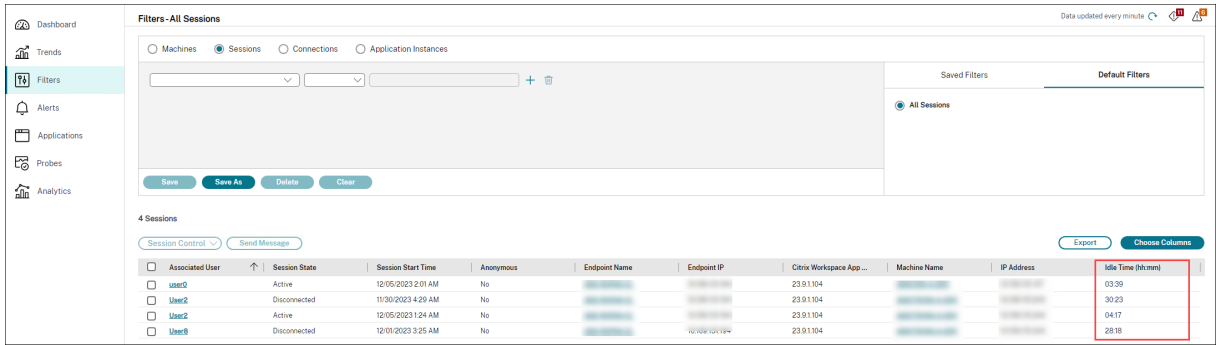 Dashboard
Trends
Filters
Alerts
Applications
Probes
Analytics
Filters - All Sessions
Data updated every minute
11
6
Machines Sessions Connections Application Instances
Saved Filters Default Filters
All Sessions
Save Save As Delete Clear
4 Sessions
Session Control Send Message Export Choose Columns
Associated User Session State Session Start Time Anonymous Endpoint Name Endpoint IP Citrix Workspace App ... Machine Name IP Address Idle Time (hh:mm)
user0 Active 12/05/2023 2:01 AM No 23.9.1.104 03:39
User2 Disconnected 11/30/2023 4:29 AM No 23.9.1.104 30:23
User2 Active 12/05/2023 1:24 AM No 23.9.1.104 04:17
User8 Disconnected 12/01/2023 3:25 AM No 23.9.1.104 28:18